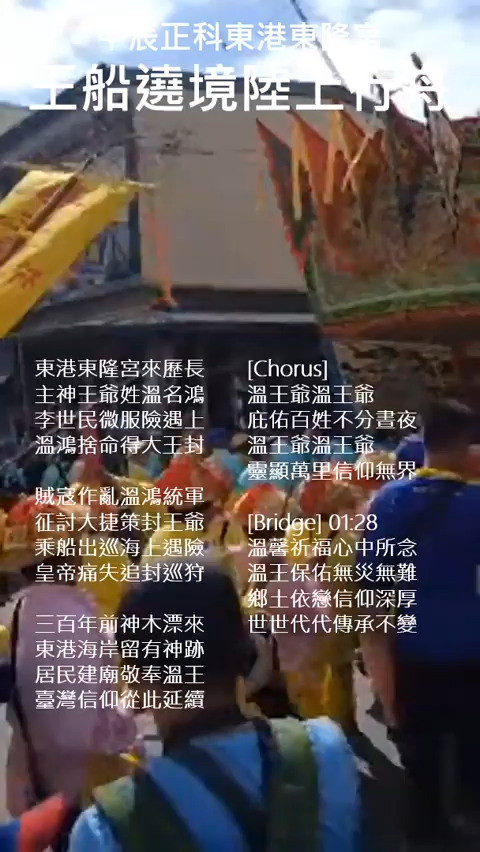 甲辰正科東港東隆宮
王船遶境陸上行舟
東港東隆宮來歷長
主神王爺姓溫名鴻
李世民微服險遇上
溫鴻捨命得大王封
賊寇作亂溫鴻統軍
征討大捷策封王爺
乘船出巡海上遇險
皇帝痛失追封巡狩
三百年前神木漂來
東港海岸留有神跡
居民建廟敬奉溫王
臺灣信仰從此延續
[Chorus]
溫王爺溫王爺
庇佑百姓不分晝夜
溫王爺溫王爺
靈顯萬里信仰無界
[Bridge] 01:28
溫馨祈福心中所念
溫王保佑無災無難
鄉土依戀信仰深厚
世世代代傳承不變